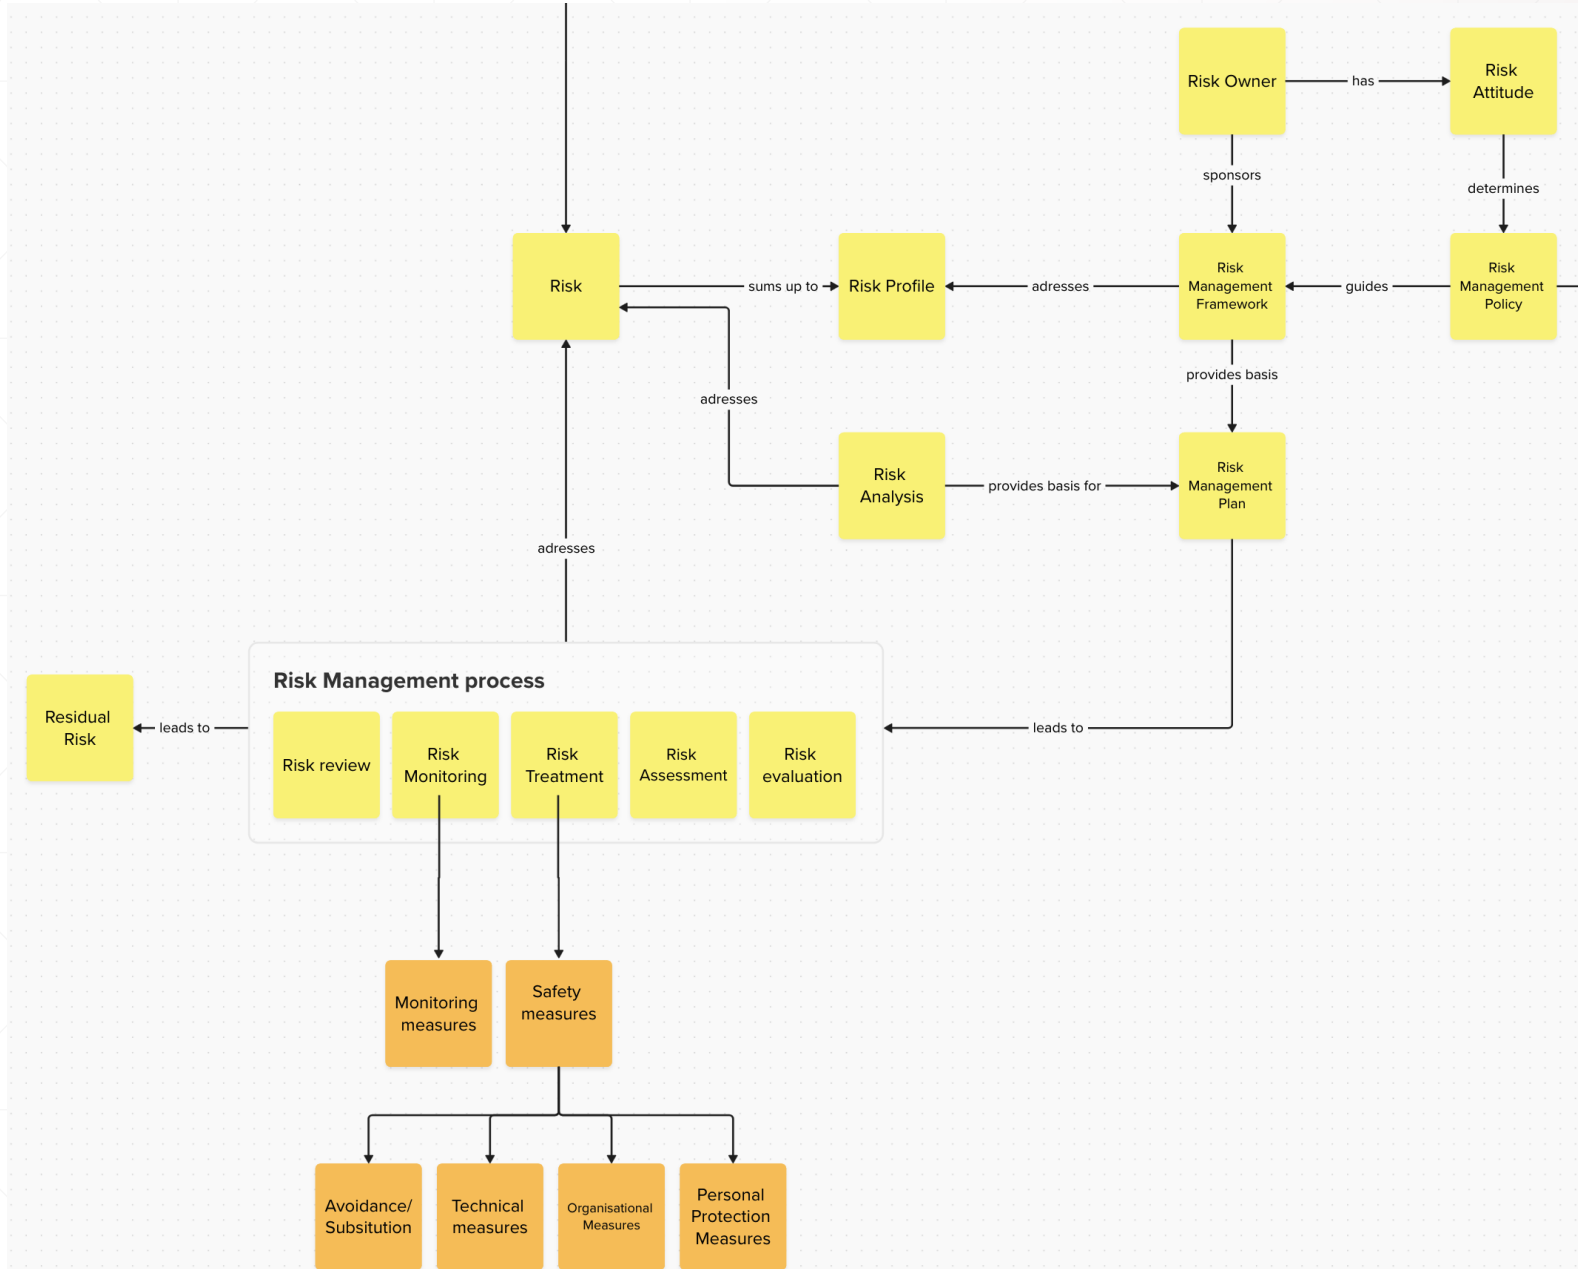 Risk Owner
has
Risk
Attitude
sponsors
determines
Risk
sums up to
Risk Profile
adresses
Risk
Management
Framework
guides
Risk
Management
Policy
provides basis
adresses
Risk
Analysis
provides basis for
Risk
Management
Plan
adresses
Risk Management process
Residual
Risk
leads to
Risk review
Risk
Monitoring
Risk
Treatment
Risk
Assessment
Risk
evaluation
leads to
Monitoring
measures
Safety
measures
Avoidance/
Subsitution
Technical
measures
Organisational
Measures
Personal
Protection
Measures